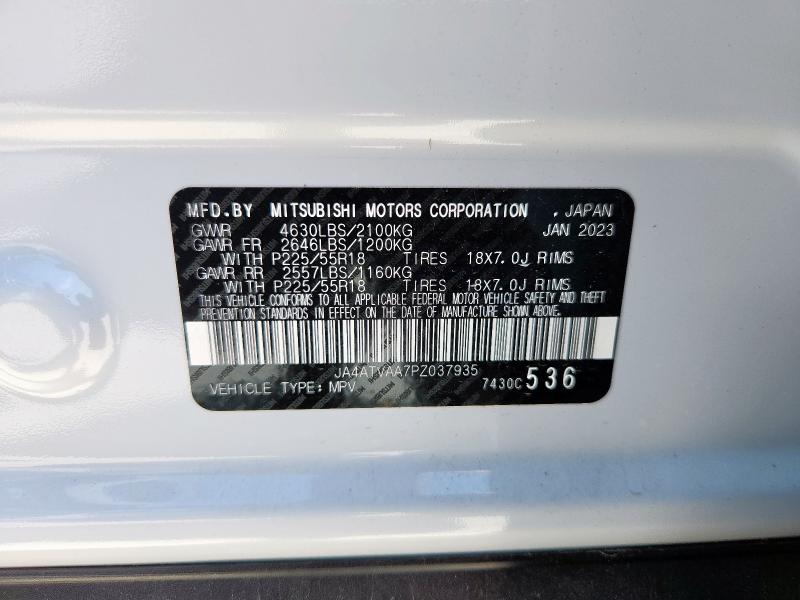 MFD.BY MITSUBISHI MOTORS CORPORATION . JAPAN
GVWR 4630LBS/2100KG JAN 2023
GAWR FR 2646LBS/1200KG
WITH P225/55R18 TIRES 18X7.0J RIMS
GAWR RR 2557LBS/1160KG
WITH P225/55R18 TIRES 18X7.0J RIMS
THIS VEHICLE CONFORMS TO ALL APPLICABLE FEDERAL MOTOR VEHICLE SAFETY AND THEFT
PREVENTION STANDARDS IN EFFECT ON THE DATE OF MANUFACTURE SHOWN ABOVE.
JA4ATVAA7PZ037935
VEHICLE TYPE: MPV 7430C 536